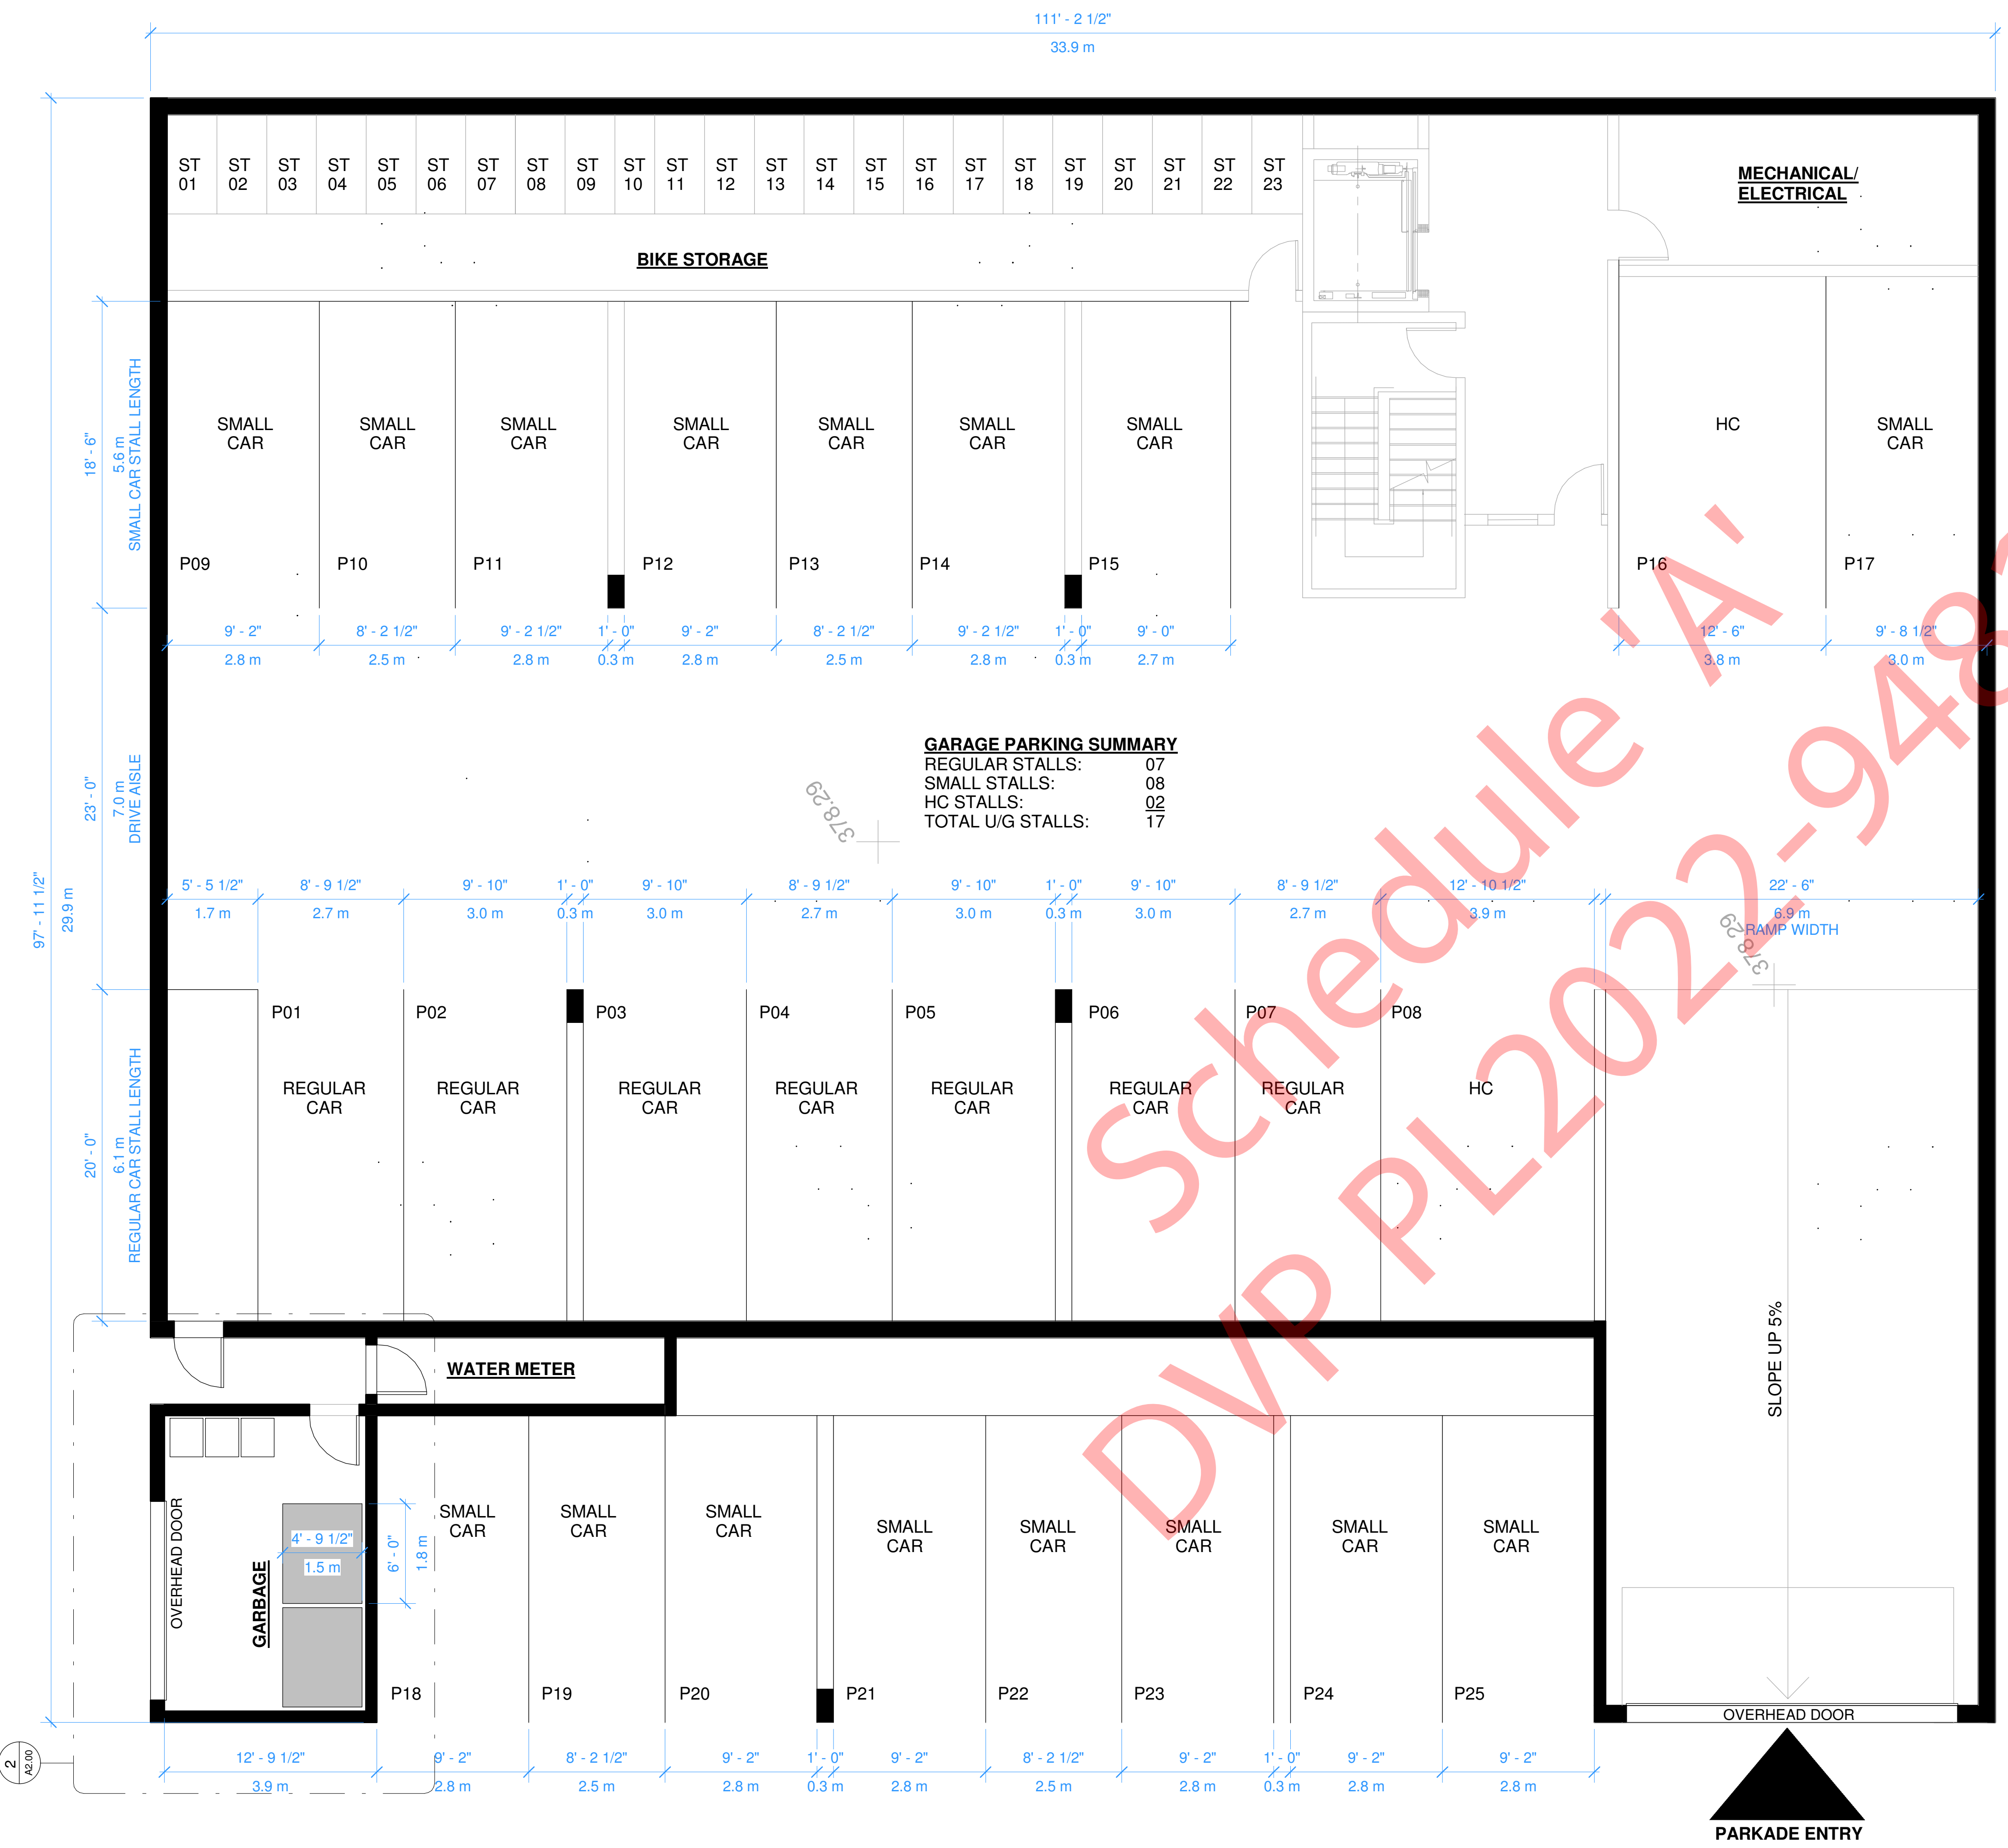 111' - 2 1/2"
33.9 m
ST 01
ST 02
ST 03
ST 04
ST 05
ST 06
ST 07
ST 08
ST 09
ST 10
ST 11
ST 12
ST 13
ST 14
ST 15
ST 16
ST 17
ST 18
ST 19
ST 20
ST 21
ST 22
ST 23
MECHANICAL/
ELECTRICAL
BIKE STORAGE
18' - 6"
5.6 m
SMALL CAR STALL LENGTH
SMALL
CAR
SMALL
CAR
SMALL
CAR
SMALL
CAR
SMALL
CAR
SMALL
CAR
SMALL
CAR
HC
SMALL
CAR
P09
P10
P11
P12
P13
P14
P15
P16
P17
9' - 2"
8' - 2 1/2"
9' - 2 1/2"
1' - 0"
9' - 2"
8' - 2 1/2"
9' - 2 1/2"
1' - 0"
9' - 0"
12' - 6"
9' - 8 1/2"
2.8 m
2.5 m
2.8 m
0.3 m
2.8 m
2.5 m
2.8 m
0.3 m
2.7 m
3.8 m
3.0 m
97' - 11 1/2"
29.9 m
23' - 0"
7.0 m
DRIVE AISLE
GARAGE PARKING SUMMARY
REGULAR STALLS: 07
SMALL STALLS: 08
HC STALLS: 02
TOTAL U/G STALLS: 17
378.29
5' - 5 1/2"
8' - 9 1/2"
9' - 10"
1' - 0"
9' - 10"
8' - 9 1/2"
9' - 10"
1' - 0"
9' - 10"
8' - 9 1/2"
12' - 10 1/2"
22' - 6"
1.7 m
2.7 m
3.0 m
0.3 m
3.0 m
2.7 m
3.0 m
0.3 m
3.0 m
2.7 m
3.9 m
6.9 m
RAMP WIDTH
378.29
20' - 0"
6.1 m
REGULAR CAR STALL LENGTH
P01
P02
P03
P04
P05
P06
P07
P08
REGULAR
CAR
REGULAR
CAR
REGULAR
CAR
REGULAR
CAR
REGULAR
CAR
REGULAR
CAR
REGULAR
CAR
HC
Schedule 'A'
DVP PL2022-948
SLOPE UP 5%
WATER METER
OVERHEAD DOOR
GARBAGE
4' - 9 1/2"
1.5 m
6' - 0"
1.8 m
SMALL
CAR
SMALL
CAR
SMALL
CAR
SMALL
CAR
SMALL
CAR
SMALL
CAR
SMALL
CAR
SMALL
CAR
P18
P19
P20
P21
P22
P23
P24
P25
OVERHEAD DOOR
2
A2.00
12' - 9 1/2"
9' - 2"
8' - 2 1/2"
9' - 2"
1' - 0"
9' - 2"
8' - 2 1/2"
9' - 2"
1' - 0"
9' - 2"
9' - 2"
3.9 m
2.8 m
2.5 m
2.8 m
0.3 m
2.8 m
2.5 m
2.8 m
0.3 m
2.8 m
2.8 m
PARKADE ENTRY